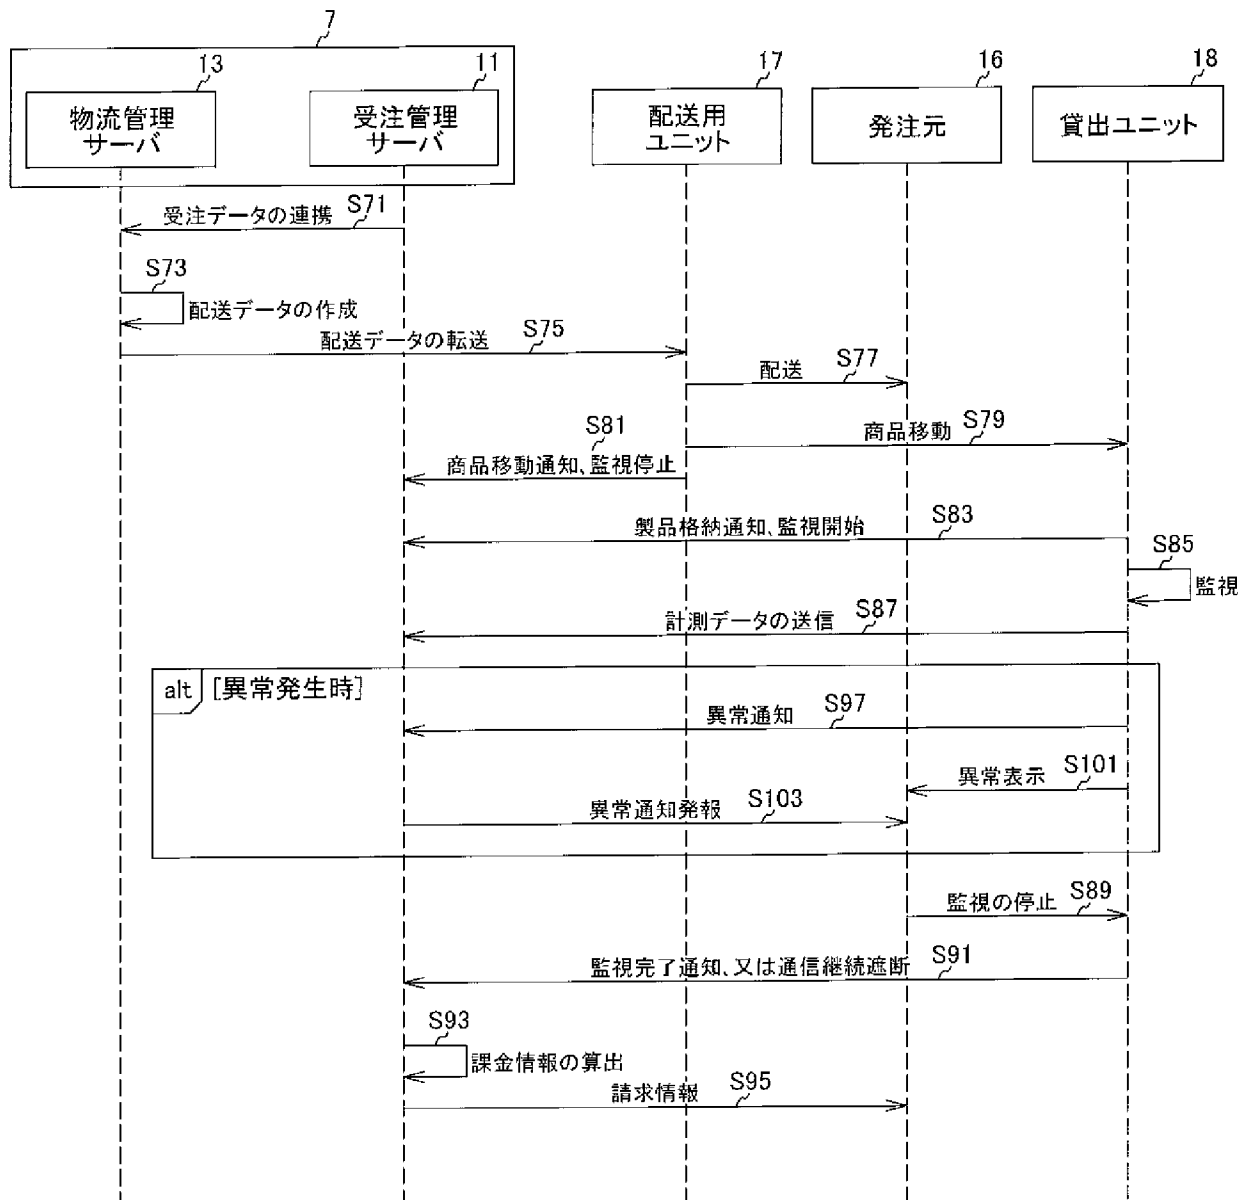 7
13
11
17
16
18
物流管理
サーバ
受注管理
サーバ
配送用
ユニット
発注元
貸出ユニット
受注データの連携
S71
S73
配送データの作成
配送データの転送
S75
配送
S77
商品移動
S79
S81
商品移動通知、監視停止
製品格納通知、監視開始
S83
S85
監視
計測データの送信
S87
alt
[異常発生時]
異常通知
S97
異常表示
S101
異常通知発報
S103
監視の停止
S89
監視完了通知、又は通信継続遮断
S91
S93
課金情報の算出
請求情報
S95